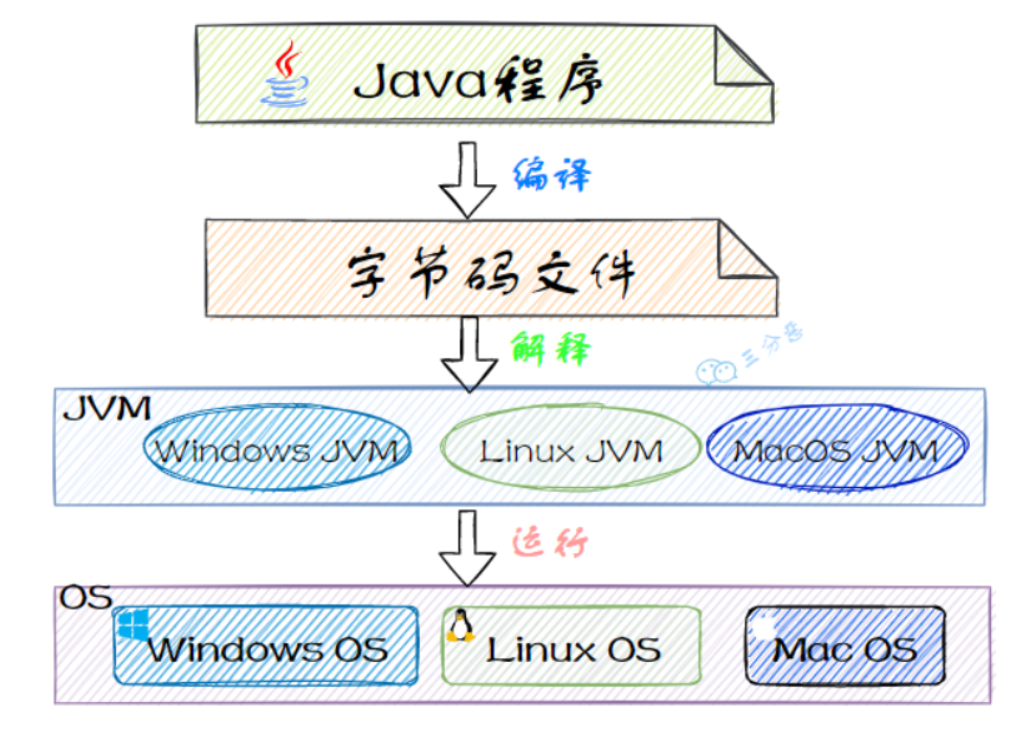 Java程序
编译
字节码文件
解释
三分恶
JVM
Windows JVM
Linux JVM
MacOS JVM
运行
OS
Windows OS
Linux OS
Mac OS